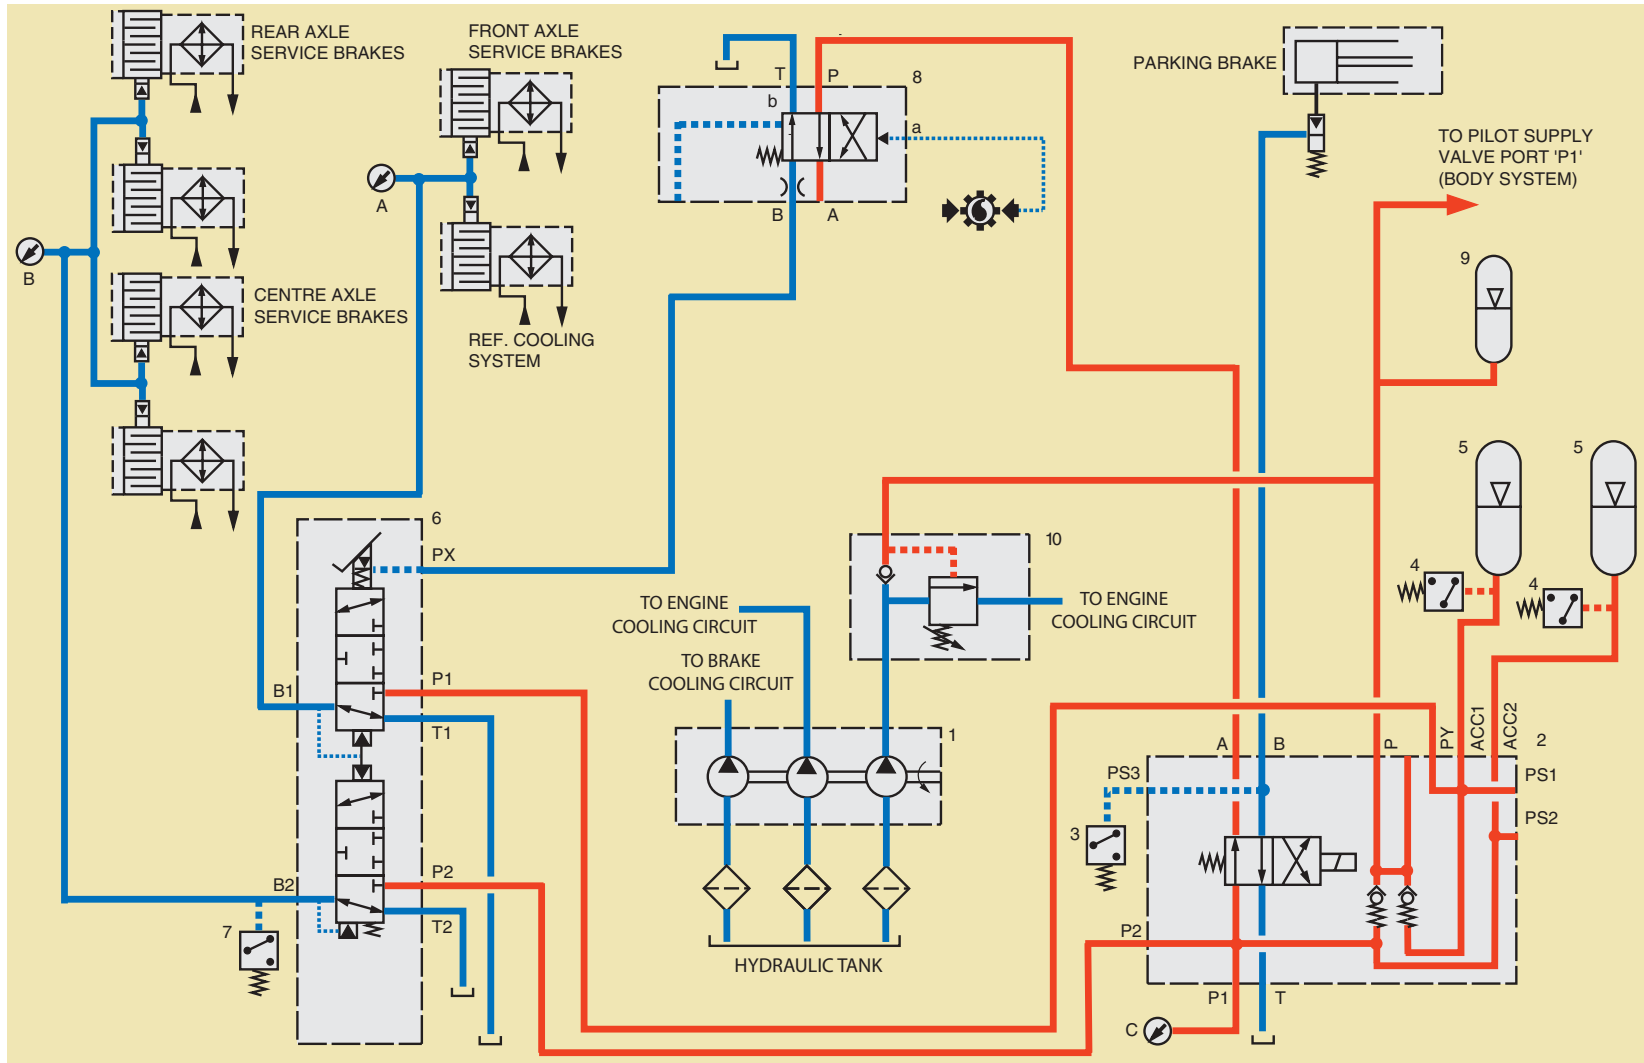 REAR AXLE
SERVICE BRAKES
FRONT AXLE
SERVICE BRAKES
T
P
8
b
a
B
A
PARKING BRAKE
TO PILOT SUPPLY
VALVE PORT 'P1'
(BODY SYSTEM)
A
B
CENTRE AXLE
SERVICE BRAKES
REF. COOLING
SYSTEM
9
5
5
4
4
6
PX
B1
P1
T1
B2
P2
T2
7
10
TO ENGINE
COOLING CIRCUIT
TO ENGINE
COOLING CIRCUIT
TO BRAKE
COOLING CIRCUIT
1
HYDRAULIC TANK
A
B
P
PY
ACC1
ACC2
2
PS3
PS1
PS2
3
P2
P1
T
C